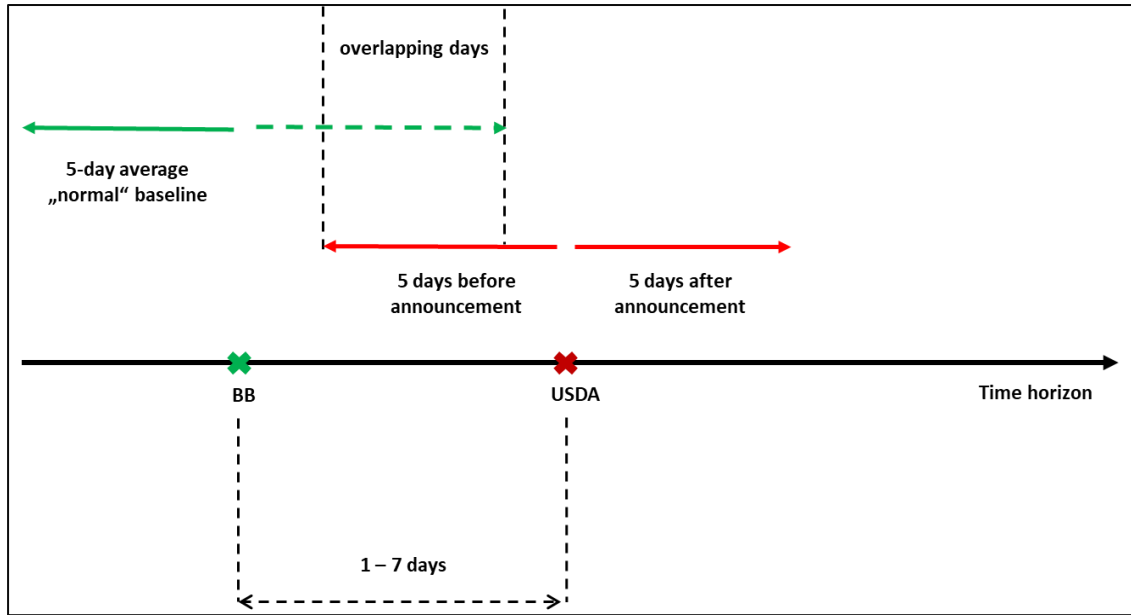 overlapping days
5-day average
„normal“ baseline
5 days before
announcement
5 days after
announcement
BB
USDA
Time horizon
1 – 7 days